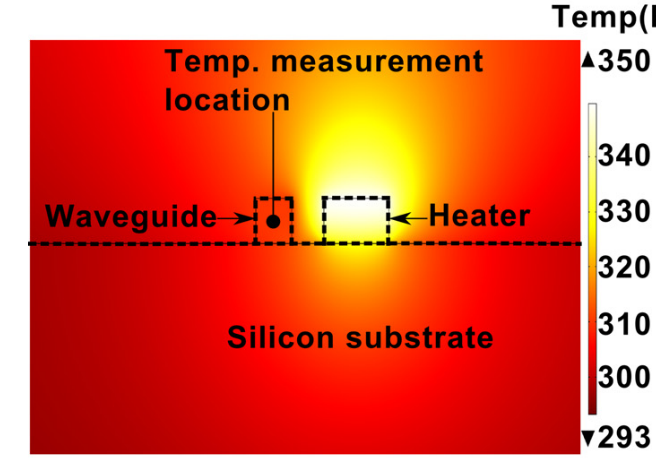 Temp(
Temp. measurement
location
▲350
340
Waveguide
Heater
330
320
Silicon substrate
310
300
▼293